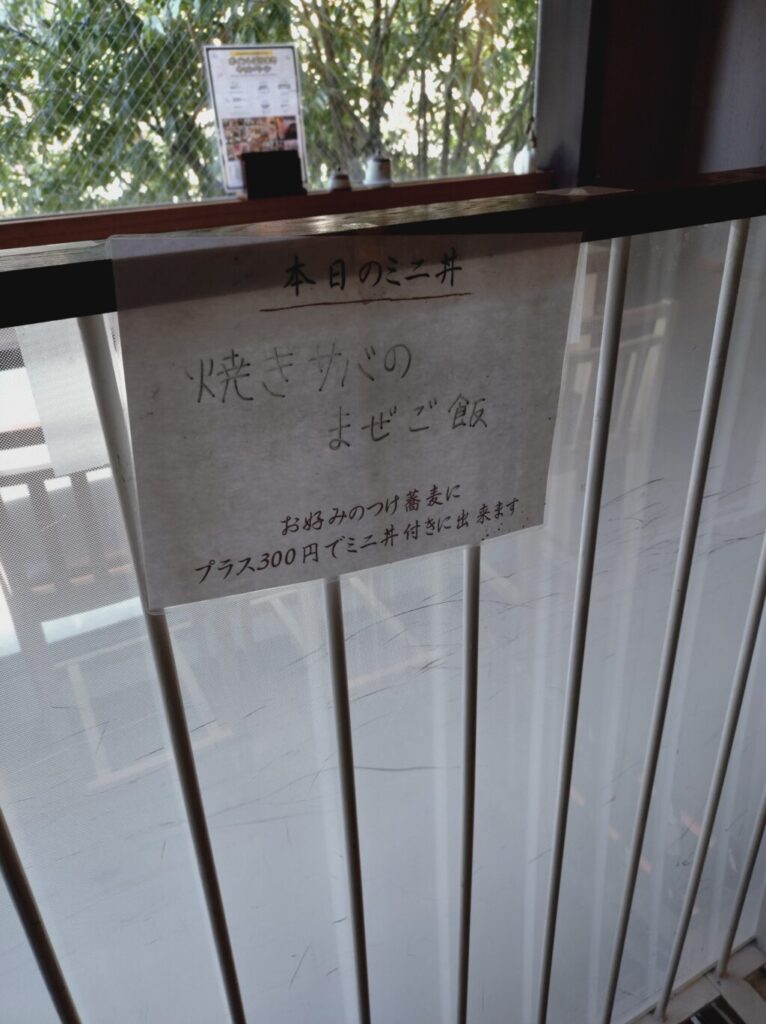 本日のミニ丼
焼きサバの
まぜご飯
お好みのつけ蕎麦に
プラス300円でミニ丼付きに出来ます